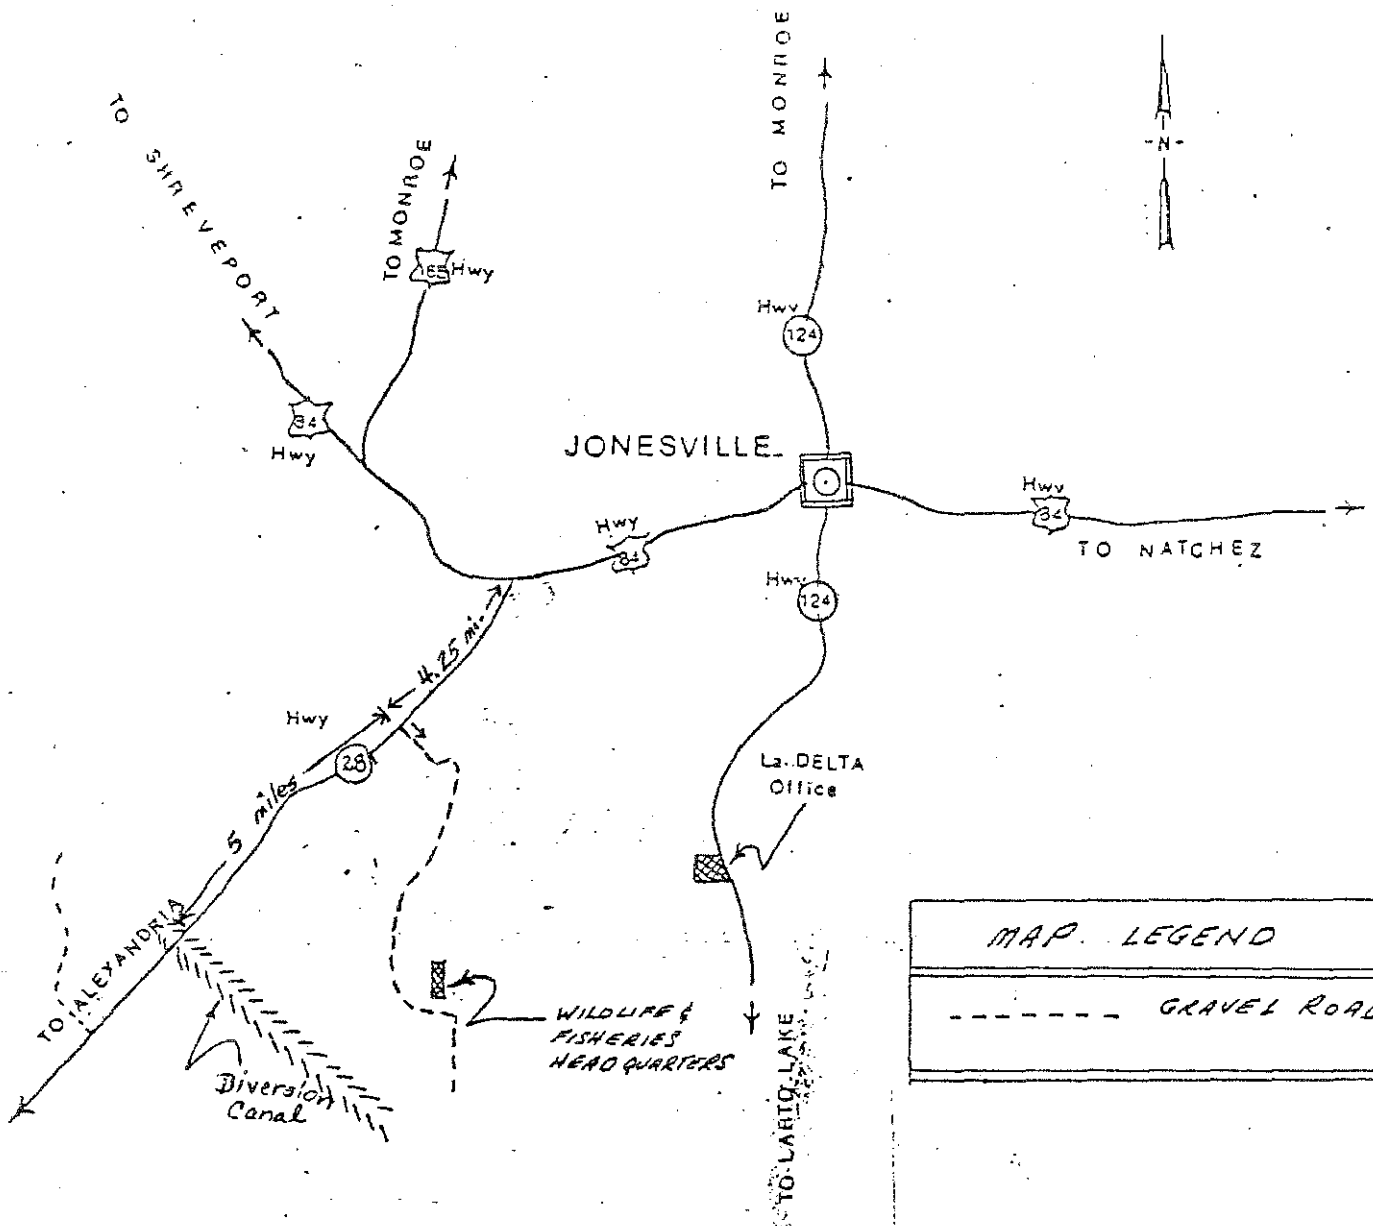 TO MONROE
TO SHREVEPORT
TO MONROE
-N-
165 Hwy
Hwy
124
84
Hwy
JONESVILLE
Hwy
84
Hwy
84
TO NATCHEZ
Hwy
124
4.25 mi.
Hwy
28
5 miles
La. DELTA
Office
TO ALEXANDRIA
MAP LEGEND
GRAVEL ROAD
WILDLIFE &
FISHERIES
HEADQUARTERS
Diversion
Canal
TO LARTO LAKE